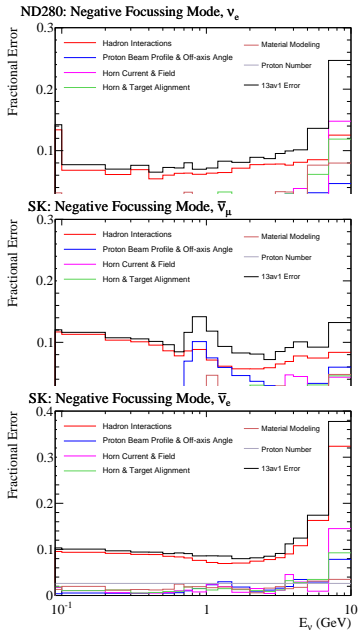 ND280: Negative Focussing Mode, νe
Fractional Error
0.3
0.2
0.1
Hadron Interactions
Proton Beam Profile & Off-axis Angle
Horn Current & Field
Horn & Target Alignment
Material Modeling
Proton Number
13av1 Error
SK: Negative Focussing Mode, ν̅μ
Fractional Error
0.3
0.2
0.1
Hadron Interactions
Proton Beam Profile & Off-axis Angle
Horn Current & Field
Horn & Target Alignment
Material Modeling
Proton Number
13av1 Error
SK: Negative Focussing Mode, ν̅e
Fractional Error
0.4
0.3
0.2
0.1
0
Hadron Interactions
Proton Beam Profile & Off-axis Angle
Horn Current & Field
Horn & Target Alignment
Material Modeling
Proton Number
13av1 Error
10⁻¹ 1 10
Eν (GeV)